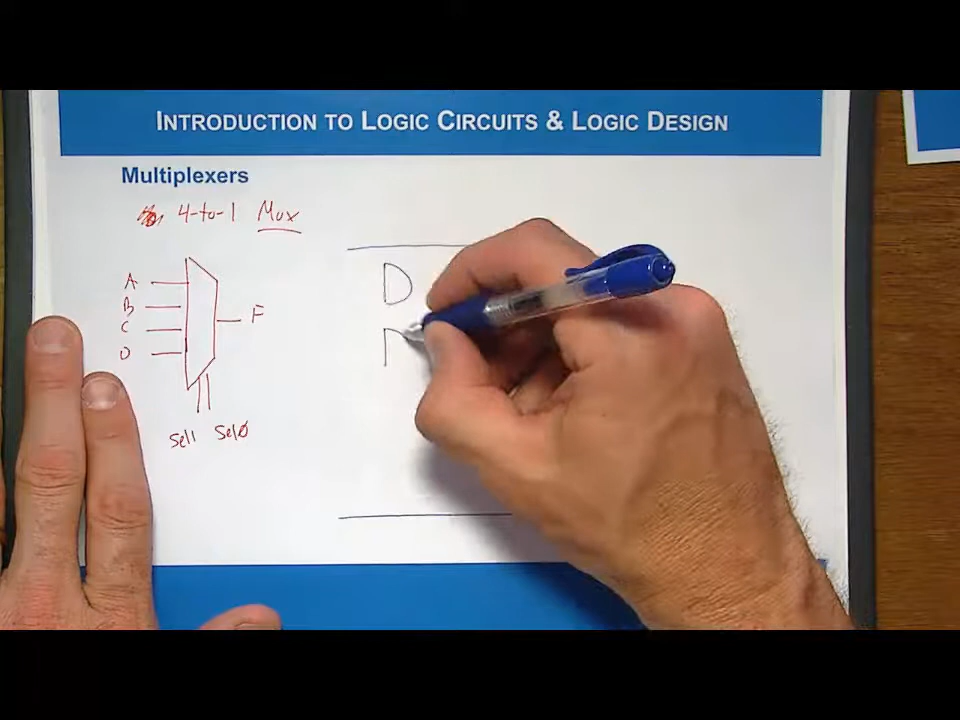 INTRODUCTION TO LOGIC CIRCUITS & LOGIC DESIGN
Multiplexers
4-to-1 Mux
A
B
C
D
F
Sel1 Sel0
D